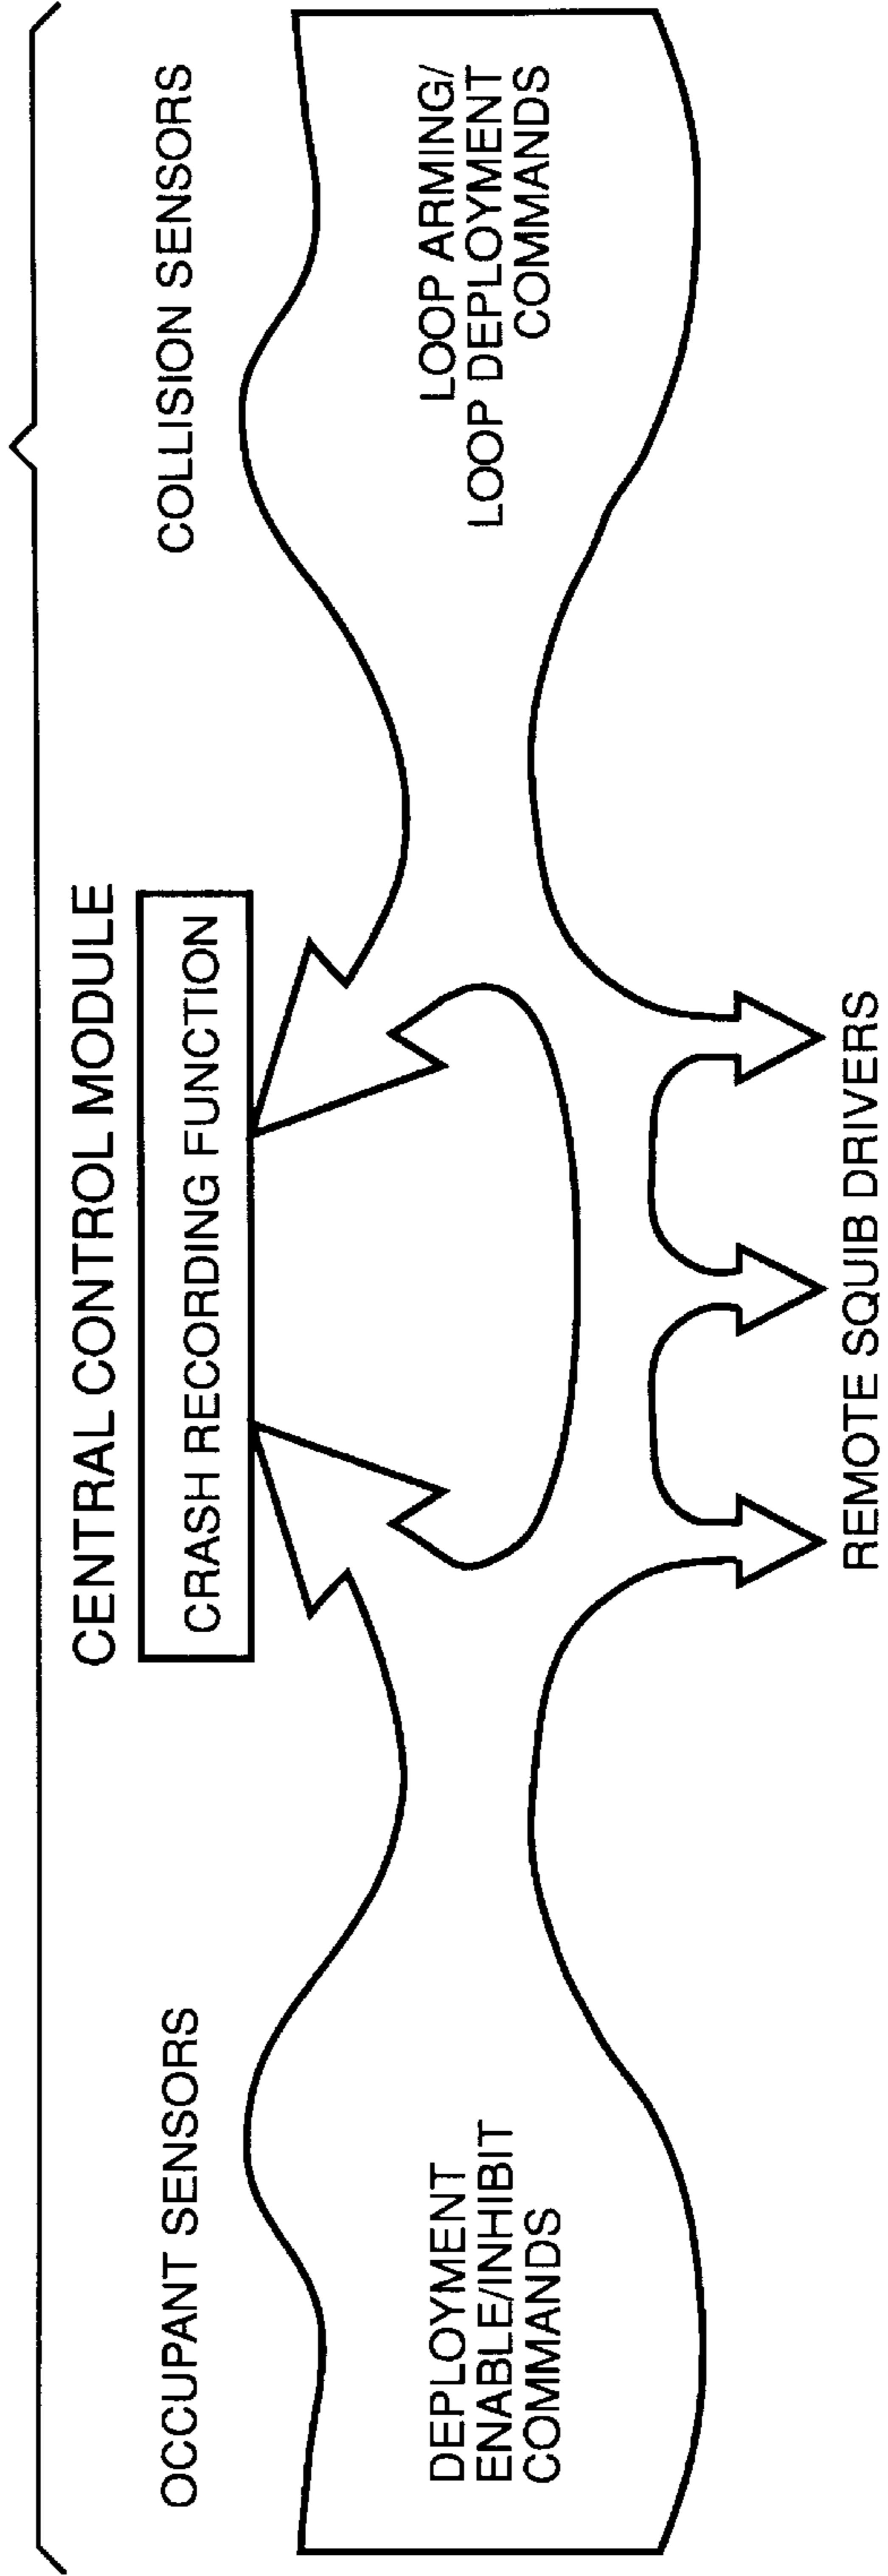 CENTRAL CONTROL MODULE
OCCUPANT SENSORS
CRASH RECORDING FUNCTION
COLLISION SENSORS
DEPLOYMENT
ENABLE/INHIBIT
COMMANDS
LOOP ARMING/
LOOP DEPLOYMENT
COMMANDS
REMOTE SQUIB DRIVERS